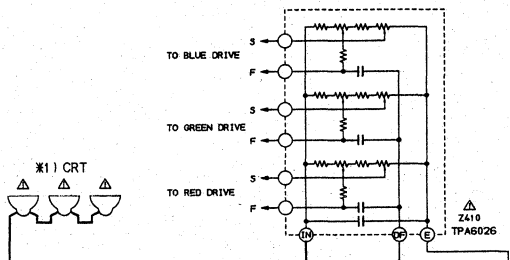 S
TO BLUE DRIVE
F
S
TO GREEN DRIVE
F
※1) CRT
S
TO RED DRIVE
F
Z410
TPA6026
IN
DF
E